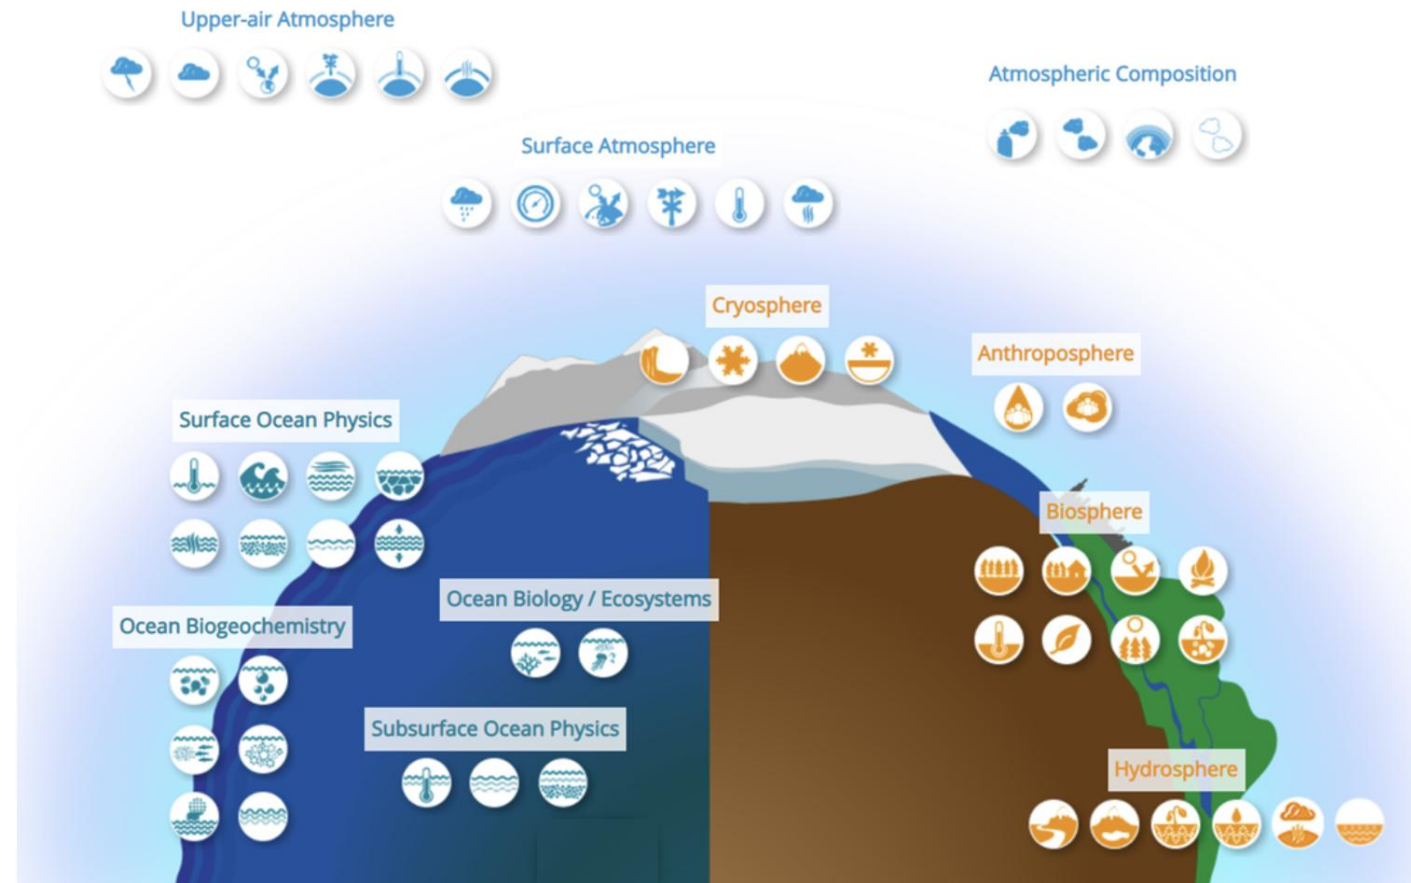 Upper-air Atmosphere
Atmospheric Composition
Surface Atmosphere
Cryosphere
Anthroposphere
Surface Ocean Physics
Biosphere
Ocean Biology / Ecosystems
Ocean Biogeochemistry
Subsurface Ocean Physics
Hydrosphere